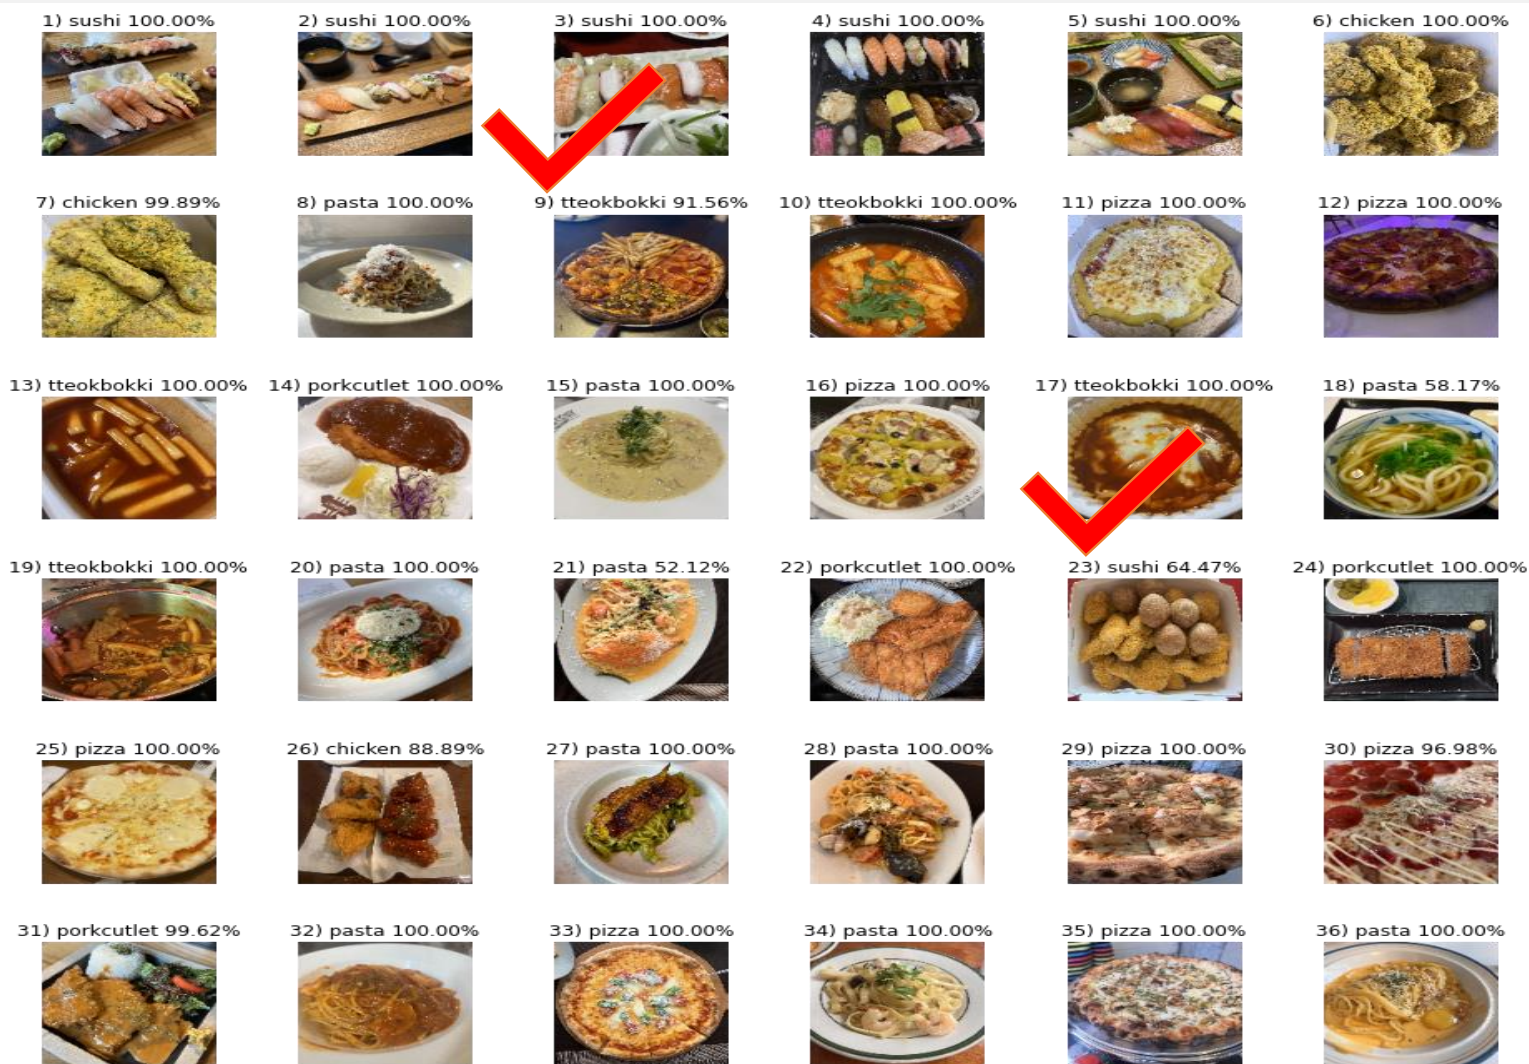 1) sushi 100.00% 2) sushi 100.00% 3) sushi 100.00% 4) sushi 100.00% 5) sushi 100.00% 6) chicken 100.00%
7) chicken 99.89% 8) pasta 100.00% 9) tteokbokki 91.56% 10) tteokbokki 100.00% 11) pizza 100.00% 12) pizza 100.00%
13) tteokbokki 100.00% 14) porkcutlet 100.00% 15) pasta 100.00% 16) pizza 100.00% 17) tteokbokki 100.00% 18) pasta 58.17%
19) tteokbokki 100.00% 20) pasta 100.00% 21) pasta 52.12% 22) porkcutlet 100.00% 23) sushi 64.47% 24) porkcutlet 100.00%
25) pizza 100.00% 26) chicken 88.89% 27) pasta 100.00% 28) pasta 100.00% 29) pizza 100.00% 30) pizza 96.98%
31) porkcutlet 99.62% 32) pasta 100.00% 33) pizza 100.00% 34) pasta 100.00% 35) pizza 100.00% 36) pasta 100.00%